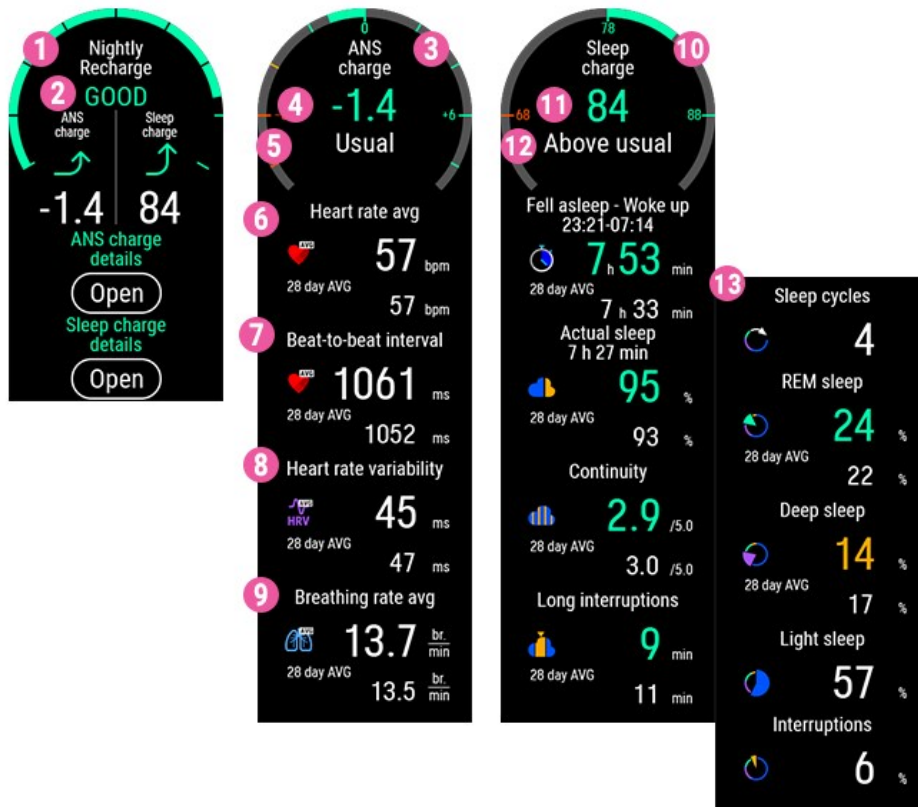 1
Nightly
Recharge
2
GOOD
ANS
charge
Sleep
charge
-1.4
84
ANS charge
details
Open
Sleep charge
details
Open
0
3
ANS
charge
4
-1.4
+6
5
Usual
6
Heart rate avg
AVG
57 bpm
28 day AVG
57 bpm
7
Beat-to-beat interval
AVG
1061 ms
28 day AVG
1052 ms
8
Heart rate variability
AVG
HRV
45 ms
28 day AVG
47 ms
9
Breathing rate avg
AVG
13.7 br./min
28 day AVG
13.5 br./min
78
10
Sleep
charge
68
11
84
88
12
Above usual
Fell asleep - Woke up
23:21-07:14
7 h 53 min
28 day AVG
7 h 33 min
Actual sleep
7 h 27 min
95 %
28 day AVG
93 %
Continuity
2.9 /5.0
28 day AVG
3.0 /5.0
Long interruptions
9 min
28 day AVG
11 min
13
Sleep cycles
4
REM sleep
24 %
28 day AVG
22 %
Deep sleep
14 %
28 day AVG
17 %
Light sleep
57 %
Interruptions
6 %